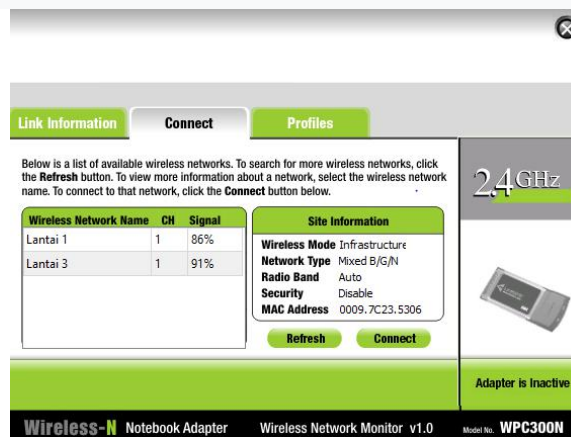 Link Information Connect Profiles
Below is a list of available wireless networks. To search for more wireless networks, click
the Refresh button. To view more information about a network, select the wireless network
name. To connect to that network, click the Connect button below.
2.4GHz
Wireless Network Name CH Signal
Lantai 1 1 86%
Lantai 3 1 91%
Site Information
Wireless Mode Infrastructure
Network Type Mixed B/G/N
Radio Band Auto
Security Disable
MAC Address 0009.7C23.5306
Refresh Connect
Adapter is Inactive
Wireless-N Notebook Adapter Wireless Network Monitor v1.0 Model No. WPC300N